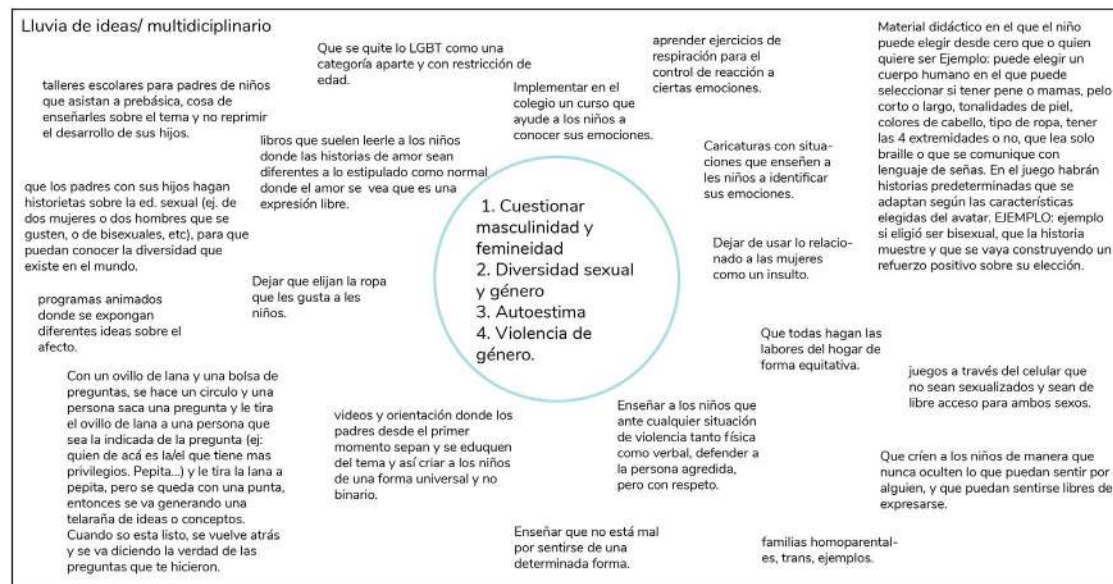 Lluvia de ideas/ multidiciplinario
Que se quite lo LGBT como una
categoría aparte y con restricción de
edad.
aprender ejercicios de
respiración para el
control de reacción a
ciertas emociones.
Material didáctico en el que el niño
puede elegir desde cero que o quien
quiere ser Ejemplo: puede elegir un
cuerpo humano en el que puede
seleccionar si tener pene o mamas, pelo
corto o largo, tonalidades de piel,
colores de cabello, tipo de ropa, tener
las 4 extremidades o no, que lea solo
braille o que se comunique con
lenguaje de señas. En el juego habrán
historias predeterminadas que se
adaptan según las características
elegidas del avatar. EJEMPLO: ejemplo
si eligió ser bisexual, que la historia
muestre y que se vaya construyendo un
refuerzo positivo sobre su elección.
talleres escolares para padres de niños
que asistan a prebásica, cosa de
enseñarles sobre el tema y no reprimir
el desarrollo de sus hijos.
Implementar en el
colegio un curso que
ayude a los niños a
conocer sus emociones.
libros que suelen leerle a los niños
donde las historias de amor sean
diferentes a lo estipulado como normal
donde el amor se vea que es una
expresión libre.
Caricaturas con situa-
ciones que enseñen a
les niños a identificar
sus emociones.
que los padres con sus hijos hagan
historietas sobre la ed. sexual (ej. de
dos mujeres o dos hombres que se
gusten, o de bisexuales, etc), para que
puedan conocer la diversidad que
existe en el mundo.
1. Cuestionar
masculinidad y
femineidad
2. Diversidad sexual
y género
3. Autoestima
4. Violencia de
género.
Dejar de usar lo relacio-
nado a las mujeres
como un insulto.
Dejar que elijan la ropa
que les gusta a les
niños.
programas animados
donde se expongan
diferentes ideas sobre el
afecto.
Que todas hagan las
labores del hogar de
forma equitativa.
juegos a través del celular que
no sean sexualizados y sean de
libre acceso para ambos sexos.
Con un ovillo de lana y una bolsa de
preguntas, se hace un circulo y una
persona saca una pregunta y le tira
el ovillo de lana a una persona que
sea la indicada de la pregunta (ej:
quien de acá es la/el que tiene mas
privilegios. Pepita...) y le tira la lana a
pepita, pero se queda con una punta,
entonces se va generando una
telaraña de ideas o conceptos.
Cuando so esta listo, se vuelve atrás
y se va diciendo la verdad de las
preguntas que te hicieron.
videos y orientación donde los
padres desde el primer
momento sepan y se eduquen
del tema y así criar a los niños
de una forma universal y no
binario.
Enseñar a los niños que
ante cualquier situación
de violencia tanto física
como verbal, defender a
la persona agredida,
pero con respeto.
Que críen a los niños de manera que
nunca oculten lo que puedan sentir por
alguien, y que puedan sentirse libres de
expresarse.
Enseñar que no está mal
por sentirse de una
determinada forma.
familias homoparental-
es, trans, ejemplos.